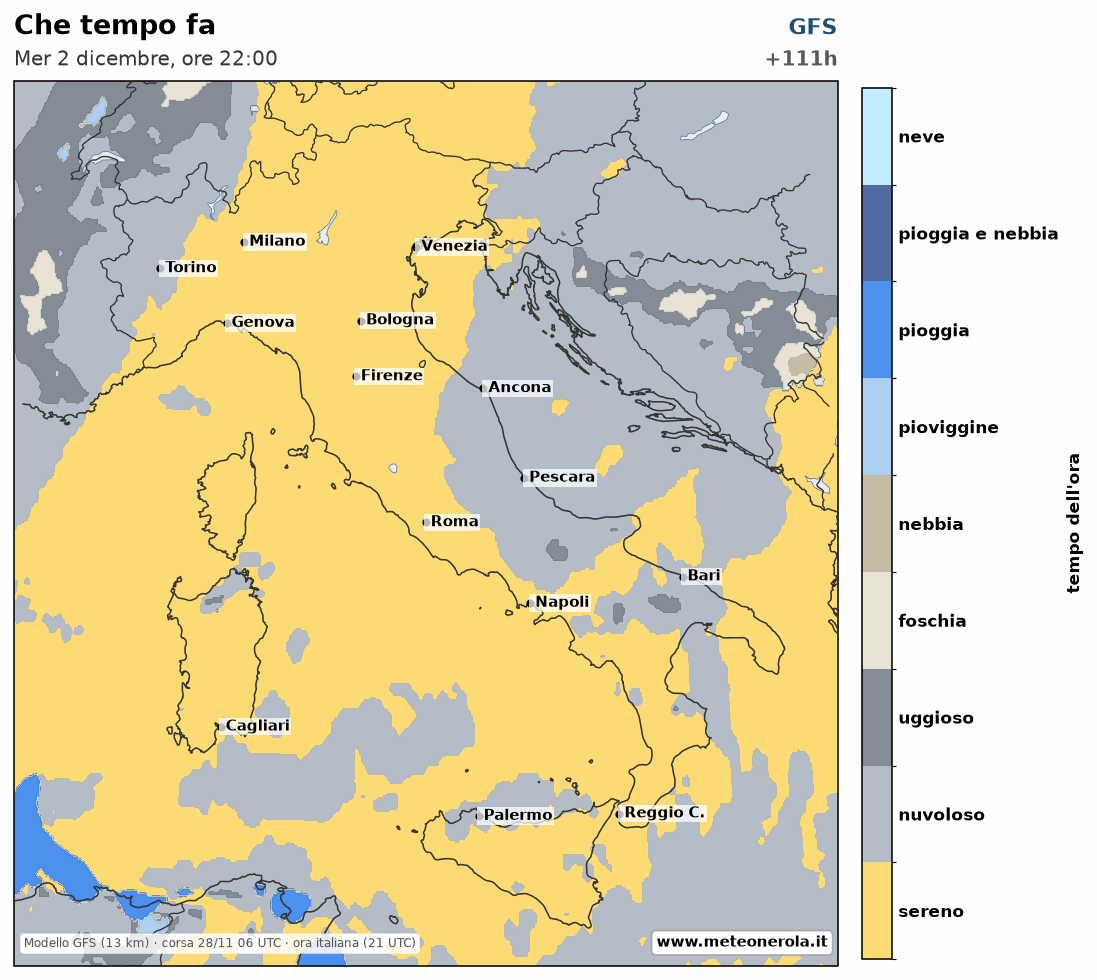 Che tempo fa
GFS
Mer 2 dicembre, ore 22:00
+111h
neve
pioggia e nebbia
pioggia
pioviggine
nebbia
foschia
uggioso
nuvoloso
sereno
tempo dell'ora
Milano
Venezia
Torino
Genova
Bologna
Firenze
Ancona
Pescara
Roma
Bari
Napoli
Cagliari
Palermo
Reggio C.
Modello GFS (13 km) · corsa 28/11 06 UTC · ora italiana (21 UTC)
www.meteonerola.it